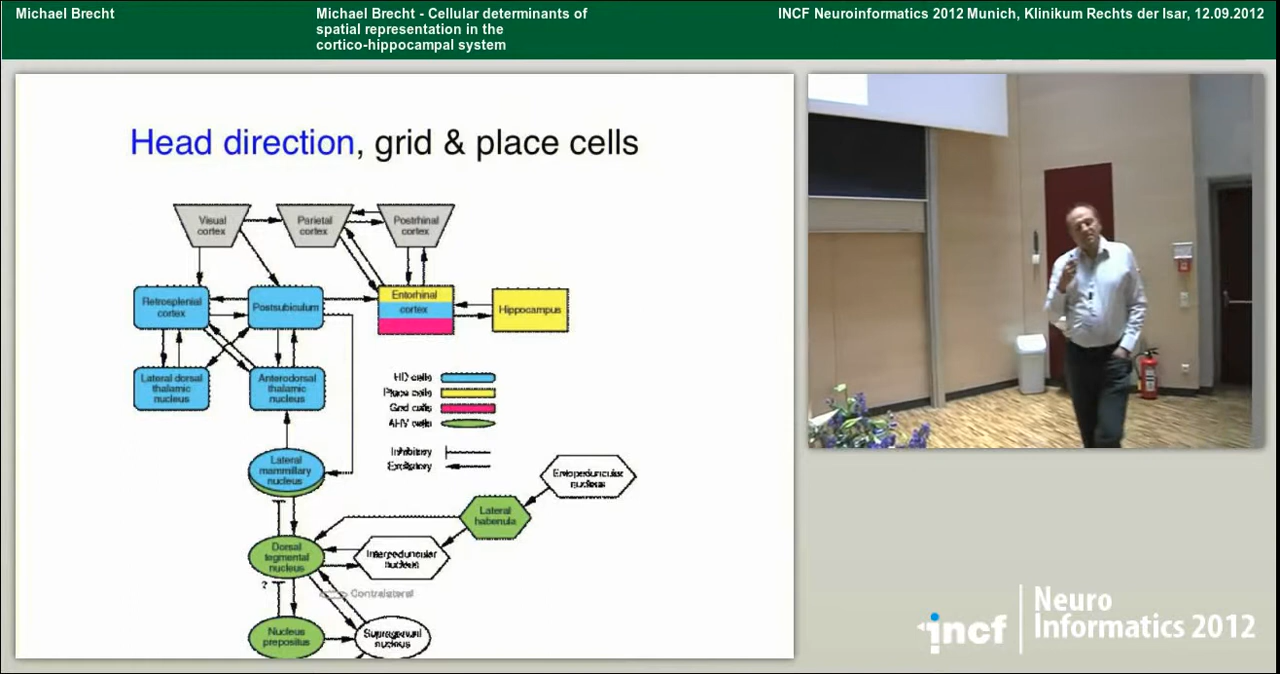 Michael Brecht
Michael Brecht - Cellular determinants of
spatial representation in the
cortico-hippocampal system
INCF Neuroinformatics 2012 Munich, Klinikum Rechts der Isar, 12.09.2012
Head direction, grid & place cells
Visual
cortex
Parietal
cortex
Postrhinal
cortex
Retrosplenial
cortex
Postsubiculum
Entorhinal
cortex
Hippocampus
Lateral dorsal
thalamic
nucleus
Anterodorsal
thalamic
nucleus
HD cells
Place cells
Grid cells
AHV cells
Inhibitory
Excitatory
Lateral
mammillary
nucleus
Entopeduncular
nucleus
Lateral
habenula
Dorsal
tegmental
nucleus
Interpeduncular
nucleus
?
Contralateral
Nucleus
prepositus
Supragenual
nucleus
incf
Neuro
Informatics 2012